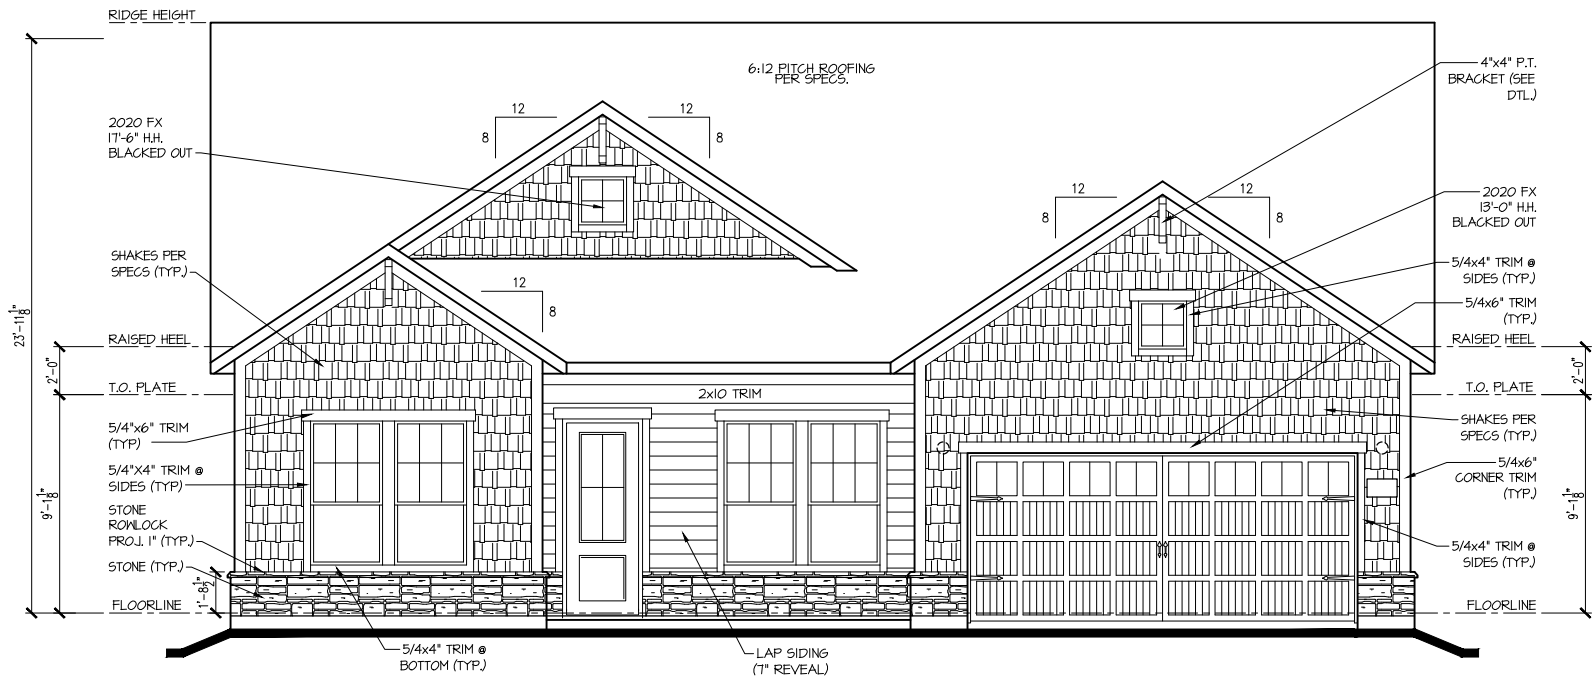 RIDGE HEIGHT
6:12 PITCH ROOFING
PER SPECS.
4"x4" P.T.
BRACKET (SEE
DTL.)
12
8
12
8
2020 FX
17'-6" H.H.
BLACKED OUT
12
8
12
8
2020 FX
13'-0" H.H.
BLACKED OUT
SHAKES PER
SPECS (TYP.)
12
8
5/4x4" TRIM @
SIDES (TYP.)
5/4x6" TRIM
(TYP.)
23'-11 1/8"
RAISED HEEL
RAISED HEEL
2'-0"
2'-0"
T.O. PLATE
2x10 TRIM
T.O. PLATE
5/4"x6" TRIM
(TYP)
SHAKES PER
SPECS (TYP.)
5/4"X4" TRIM @
SIDES (TYP)
5/4x6"
CORNER TRIM
(TYP.)
9'-1 1/8"
9'-1 1/8"
STONE
ROWLOCK
PROJ. 1" (TYP.)
5/4x4" TRIM @
SIDES (TYP.)
STONE (TYP.)
1'-8 1/2"
FLOORLINE
FLOORLINE
5/4x4" TRIM @
BOTTOM (TYP.)
LAP SIDING
(7" REVEAL)